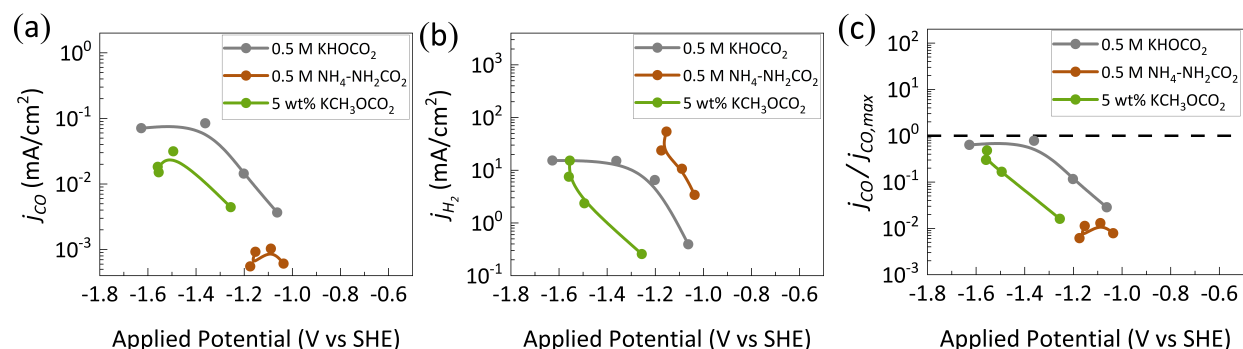 (a)
10⁰
10⁻¹
10⁻²
10⁻³
j_CO (mA/cm²)
0.5 M KHOCO₂
0.5 M NH₄-NH₂CO₂
5 wt% KCH₃OCO₂
-1.8 -1.6 -1.4 -1.2 -1.0 -0.8 -0.6
Applied Potential (V vs SHE)
(b)
10³
10²
10¹
10⁰
10⁻¹
j_H₂ (mA/cm²)
0.5 M KHOCO₂
0.5 M NH₄-NH₂CO₂
5 wt% KCH₃OCO₂
-1.8 -1.6 -1.4 -1.2 -1.0 -0.8 -0.6
Applied Potential (V vs SHE)
(c)
10²
10¹
10⁰
10⁻¹
10⁻²
10⁻³
j_CO/j_CO,max
0.5 M KHOCO₂
0.5 M NH₄-NH₂CO₂
5 wt% KCH₃OCO₂
-1.8 -1.6 -1.4 -1.2 -1.0 -0.8 -0.6
Applied Potential (V vs SHE)